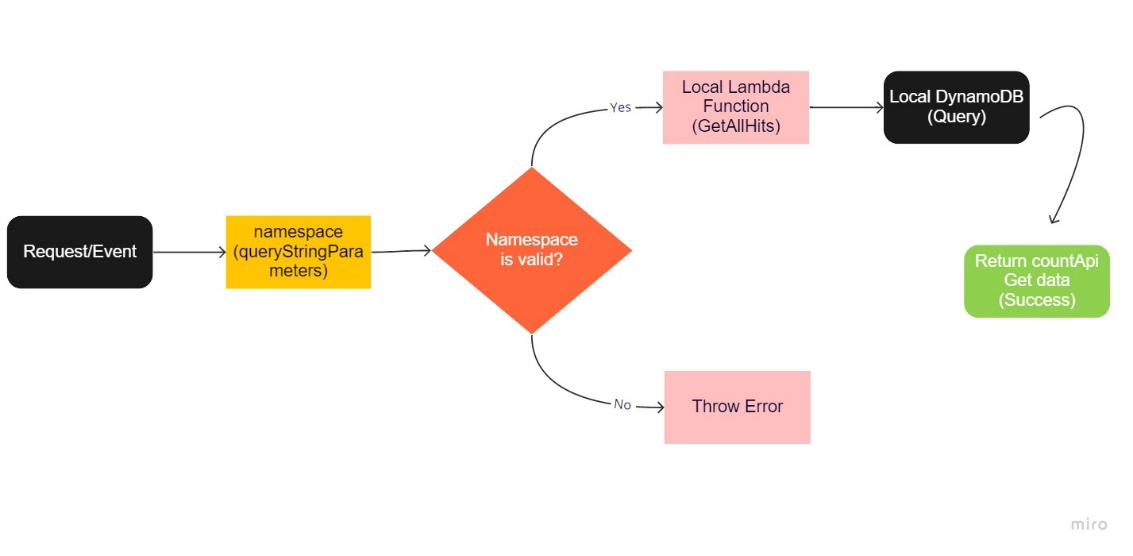 Local Lambda
Function
(GetAllHits)
Local DynamoDB
(Query)
Yes
Request/Event
namespace
(queryStringPara
meters)
Namespace
is valid?
Return countApi
Get data
(Success)
No
Throw Error
miro